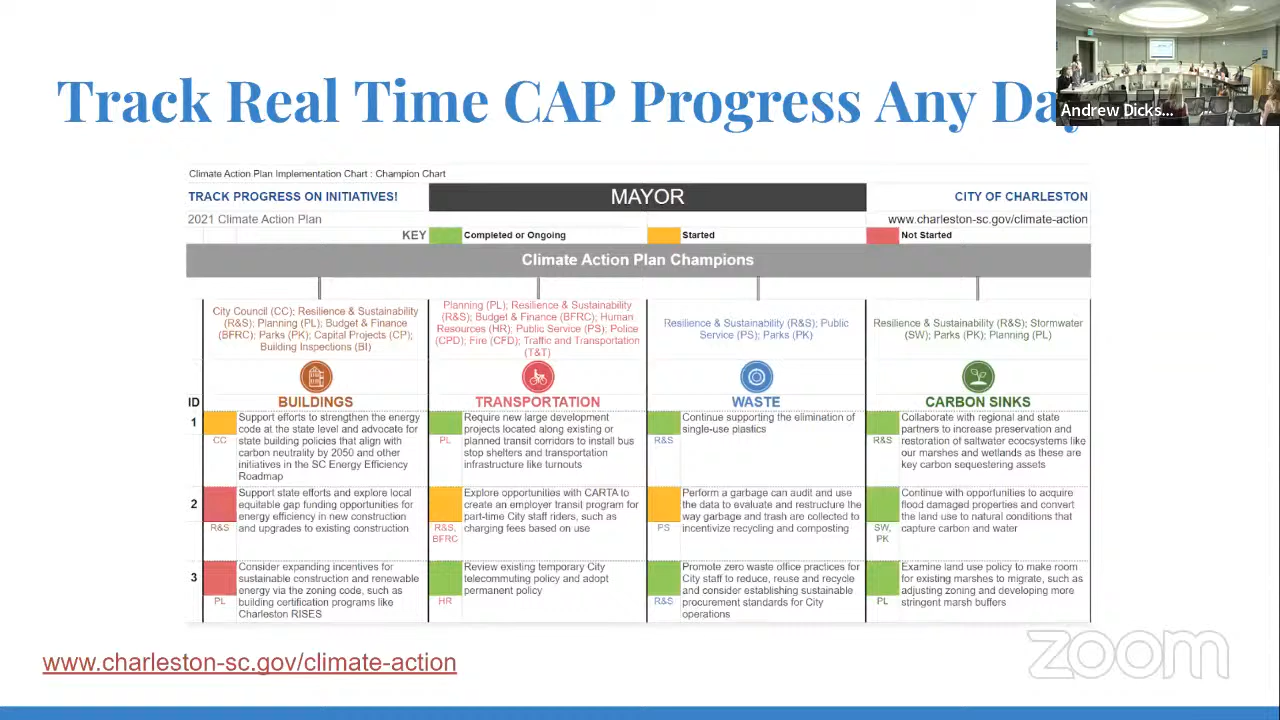 Track Real Time CAP Progress Any Day
Andrew Dicks...
Climate Action Plan Implementation Chart : Champion Chart
TRACK PROGRESS ON INITIATIVES!
MAYOR
CITY OF CHARLESTON
2021 Climate Action Plan
www.charleston-sc.gov/climate-action
KEY
Completed or Ongoing
Started
Not Started
Climate Action Plan Champions
City Council (CC); Resilience & Sustainability
(R&S); Planning (PL); Budget & Finance
(BFRC); Parks (PK); Capital Projects (CP);
Building Inspections (BI)
Planning (PL); Resilience & Sustainability
(R&S); Budget & Finance (BFRC); Human
Resources (HR); Public Service (PS); Police
(CPD); Fire (CFD); Traffic and Transportation
(T&T)
Resilience & Sustainability (R&S); Public
Service (PS); Parks (PK)
Resilience & Sustainability (R&S); Stormwater
(SW); Parks (PK); Planning (PL)
ID
BUILDINGS
TRANSPORTATION
WASTE
CARBON SINKS
1
CC
Support efforts to strengthen the energy
code at the state level and advocate for
state building policies that align with
carbon neutrality by 2050 and other
initiatives in the SC Energy Efficiency
Roadmap
PL
Require new large development
projects located along existing or
planned transit corridors to install bus
stop shelters and transportation
infrastructure like turnouts
R&S
Continue supporting the elimination of
single-use plastics
R&S
Collaborate with regional and state
partners to increase preservation and
restoration of saltwater ecocsystems like
our marshes and wetlands as these are
key carbon sequestering assets
2
R&S
Support state efforts and explore local
equitable gap funding opportunities for
energy efficiency in new construction
and upgrades to existing construction
R&S,
BFRC
Explore opportunities with CARTA to
create an employer transit program for
part-time City staff riders, such as
charging fees based on use
PS
Perform a garbage can audit and use
the data to evaluate and restructure the
way garbage and trash are collected to
incentivize recycling and composting
SW,
PK
Continue with opportunities to acquire
flood damaged properties and convert
the land use to natural conditions that
capture carbon and water
3
PL
Consider expanding incentives for
sustainable construction and renewable
energy via the zoning code, such as
building certification programs like
Charleston RISES
HR
Review existing temporary City
telecommuting policy and adopt
permanent policy
R&S
Promote zero waste office practices for
City staff to reduce, reuse and recycle
and consider establishing sustainable
procurement standards for City
operations
PL
Examine land use policy to make room
for existing marshes to migrate, such as
adjusting zoning and developing more
stringent marsh buffers
www.charleston-sc.gov/climate-action
zoom